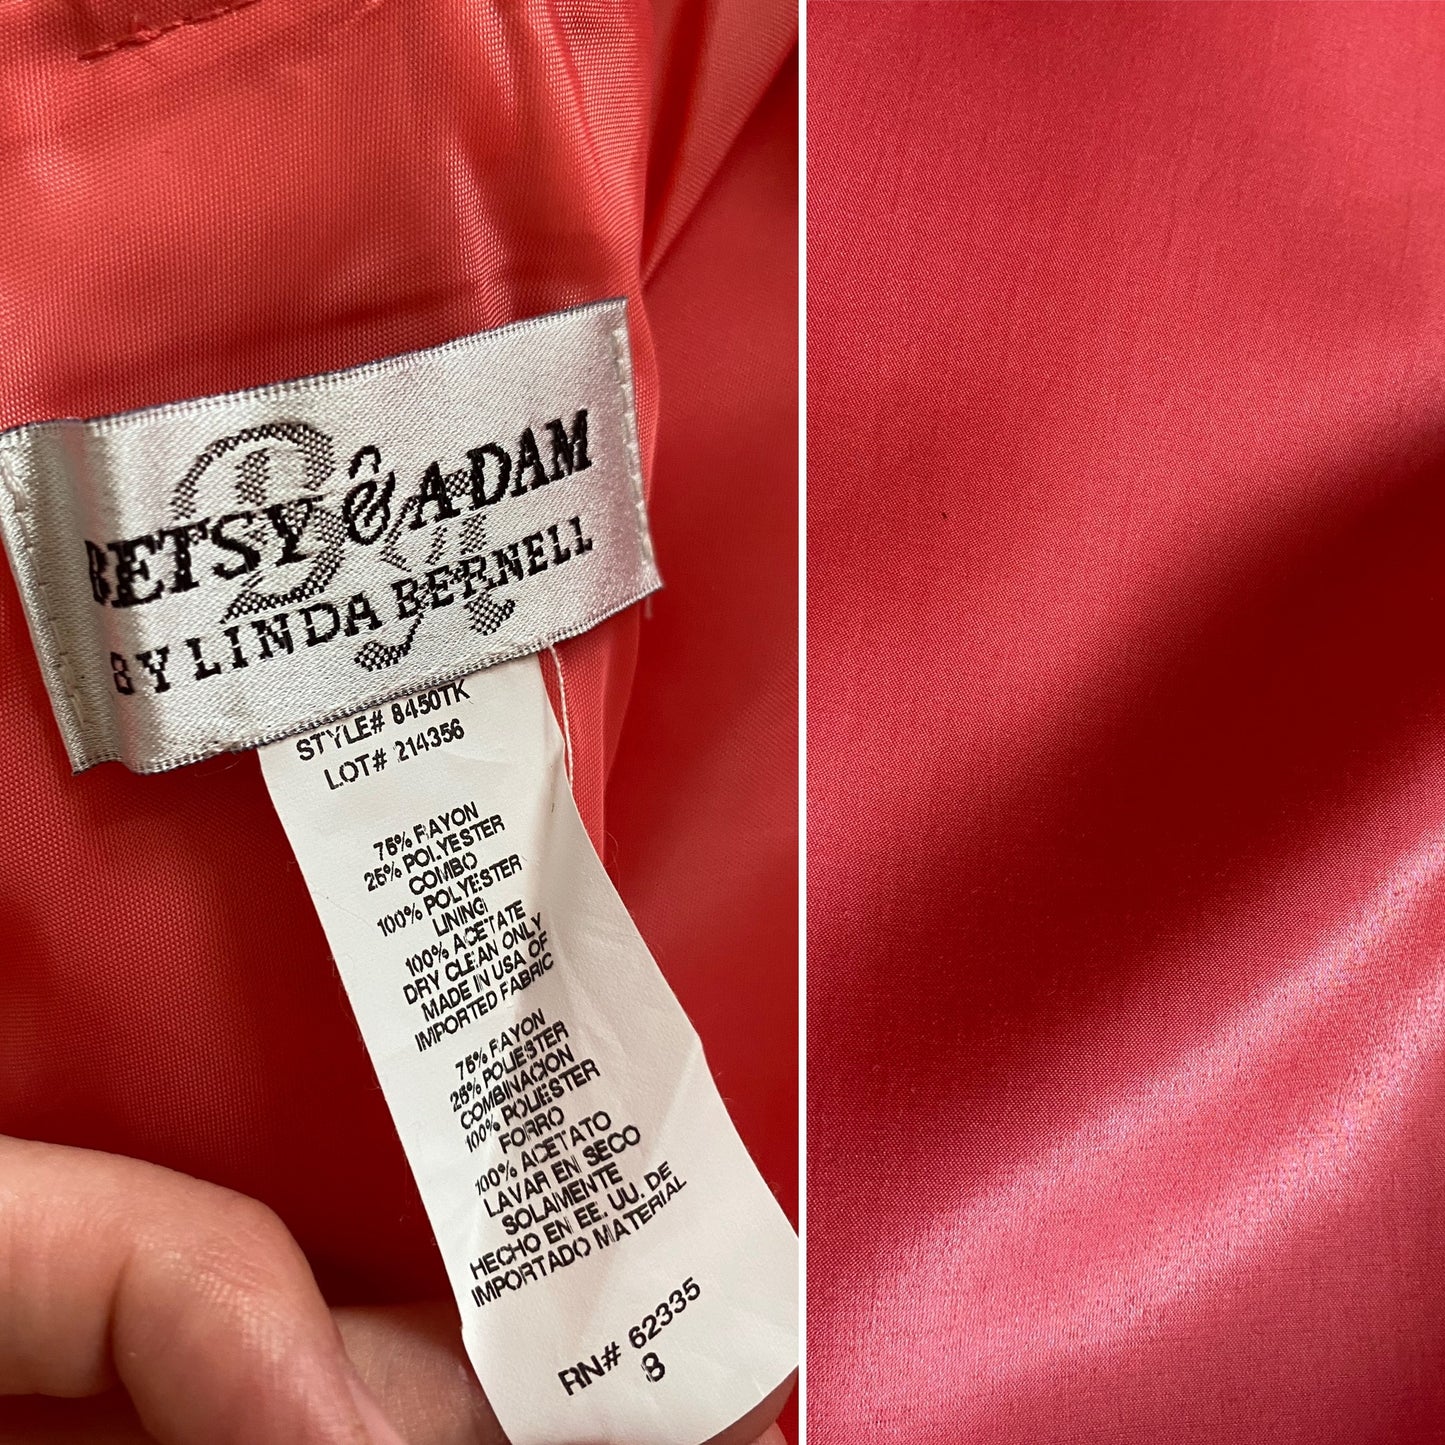 BETSY & ADAM
BY LINDA BERNELL
STYLE# 8450TK
LOT# 214356
75% RAYON
25% POLYESTER
COMBO
100% POLYESTER
LINING
100% ACETATE
DRY CLEAN ONLY
MADE IN USA OF
IMPORTED FABRIC
75% RAYON
25% POLIESTER
COMBINACION
100% POLIESTER
FORRO
100% ACETATO
LAVAR EN SECO
SOLAMENTE
HECHO EN EE. UU. DE
IMPORTADO MATERIAL
RN# 62335
8